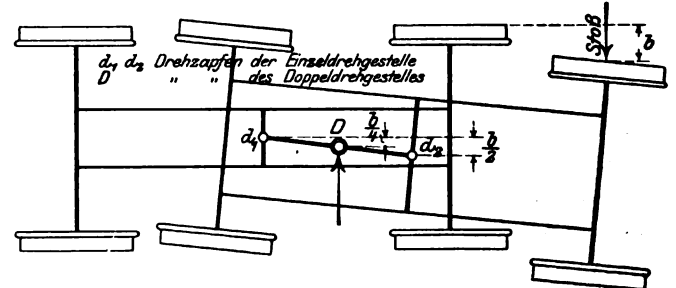 Stoß
b
d₁ d₂ Drehzapfen der Einzeldrehgestelle
D " " des Doppeldrehgestelles
d₁ D b/4 d₂ b/2